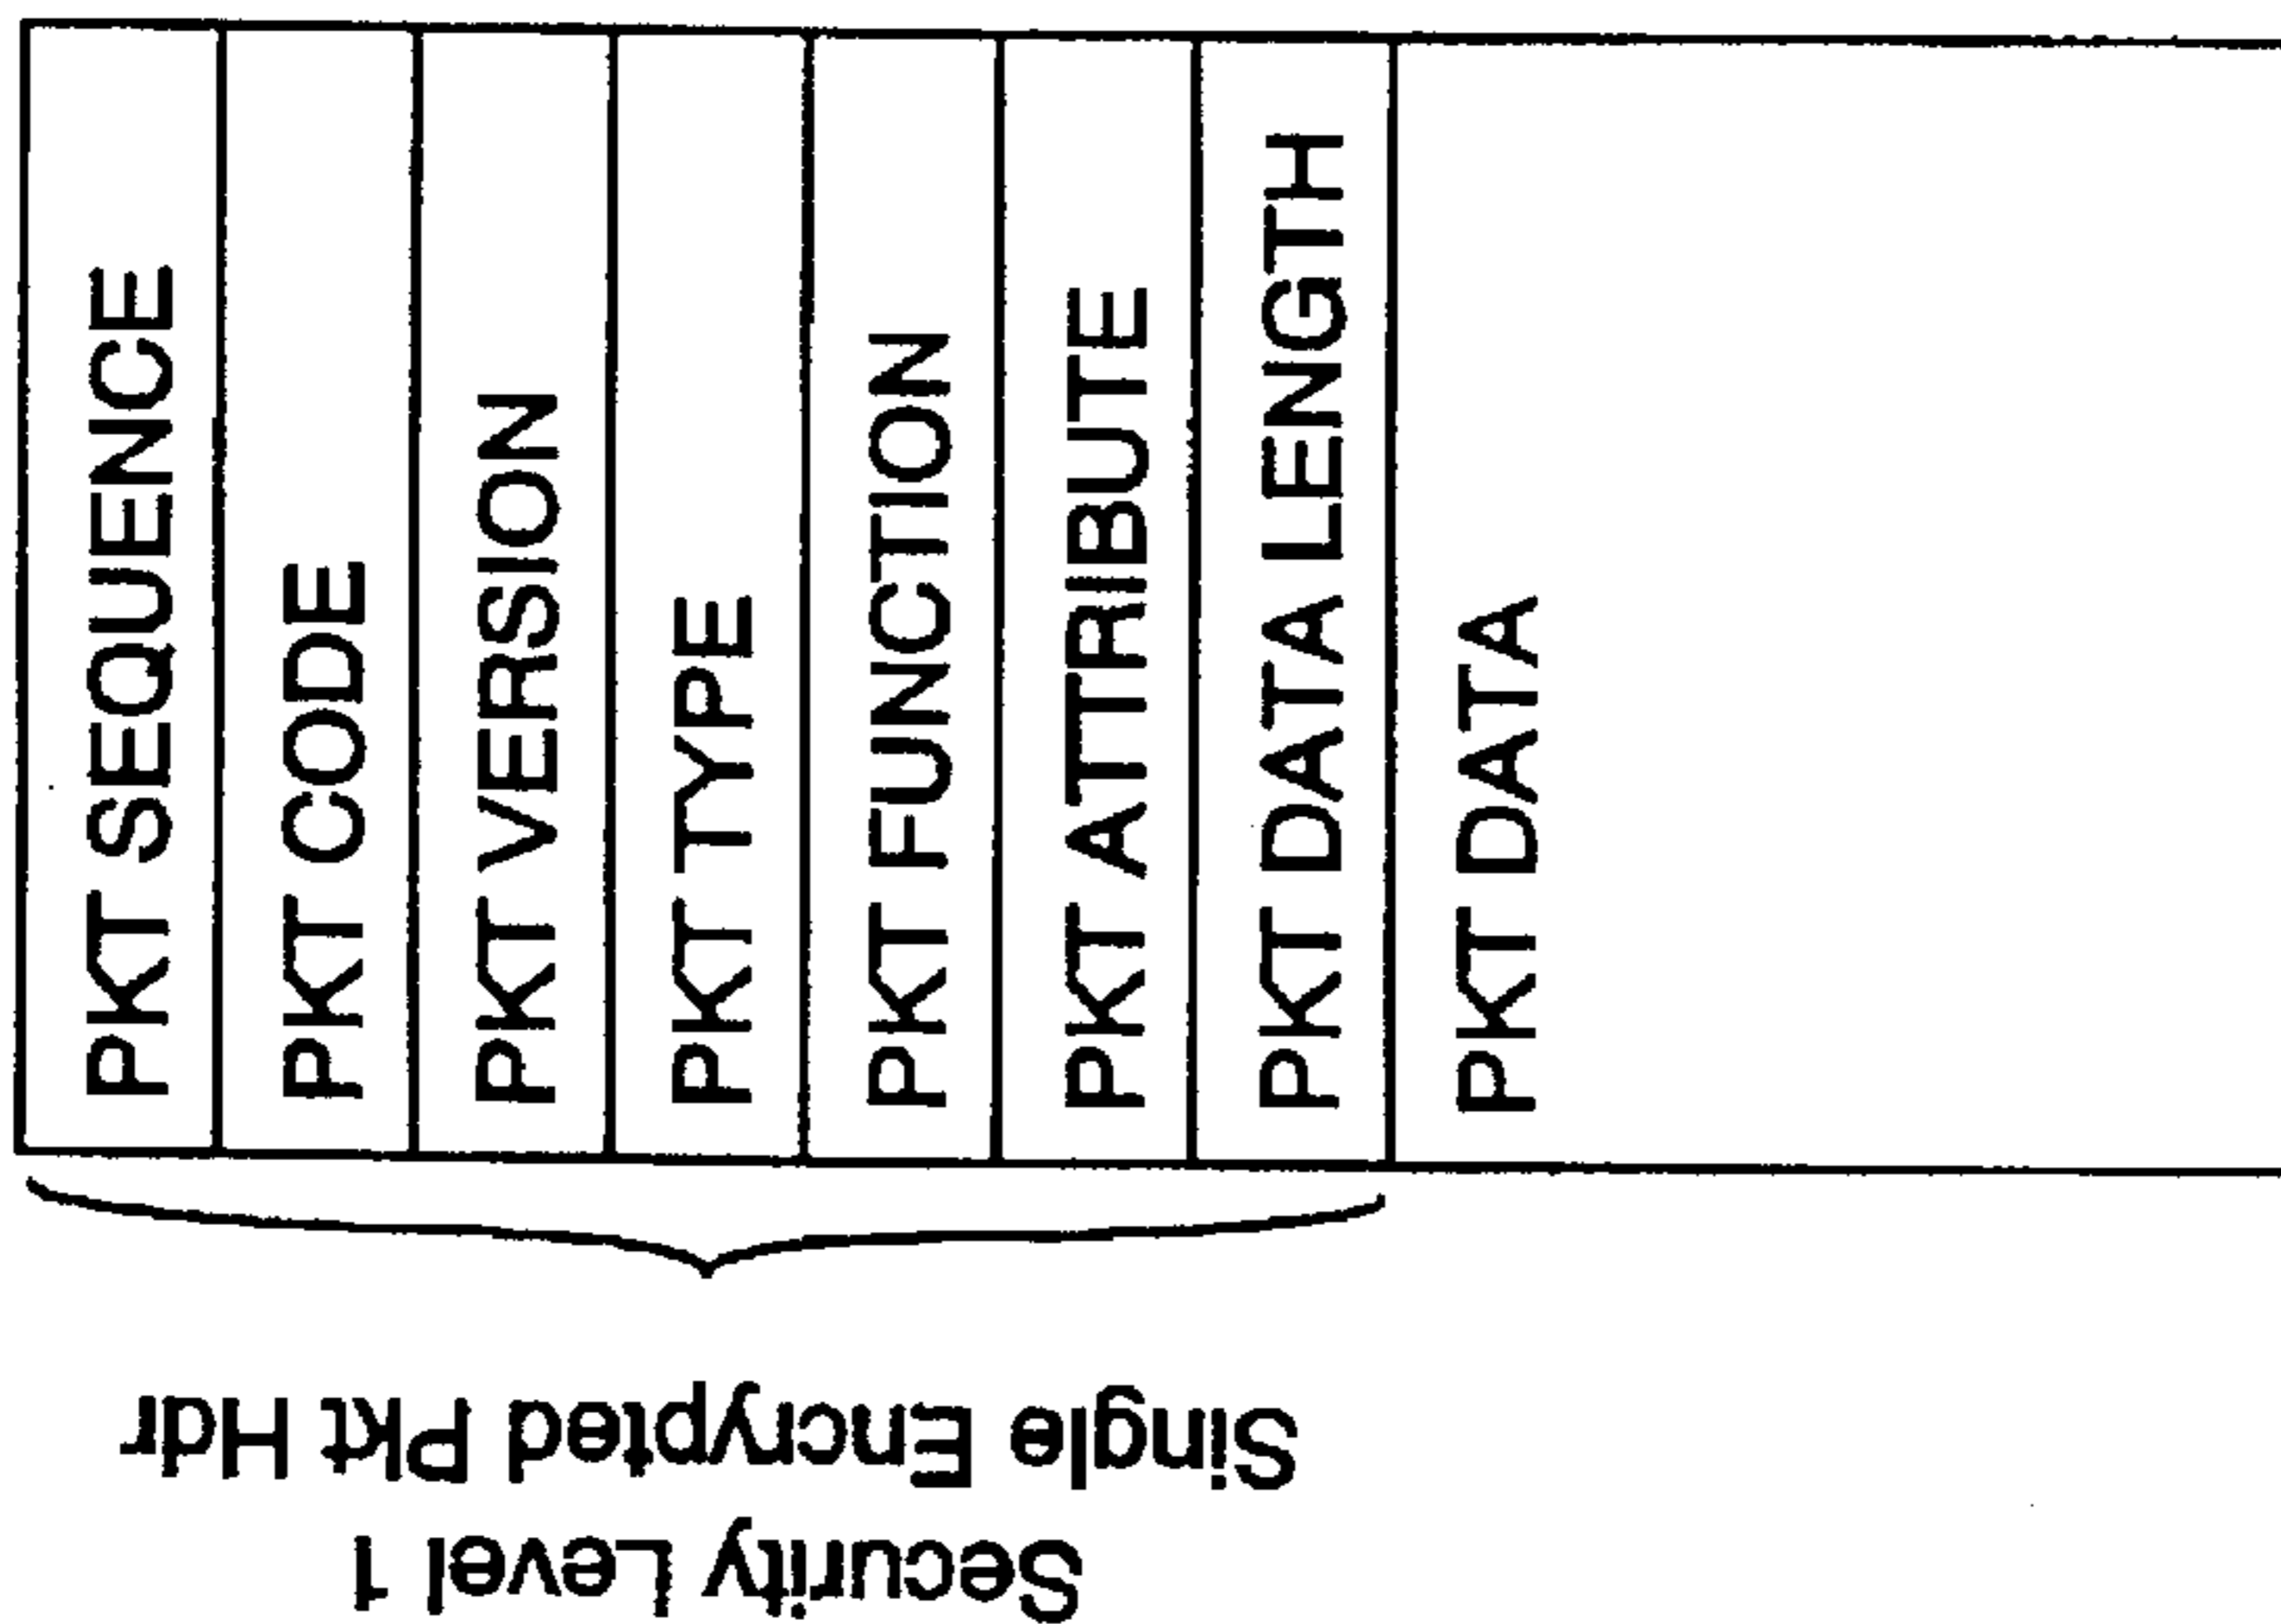 PKT SEQUENCE
PKT CODE
PKT VERSION
PKT TYPE
PKT FUNCTION
PKT ATTRIBUTE
PKT DATA LENGTH
PKT DATA
Security Level 1
Single Encrypted Pkt Hdr